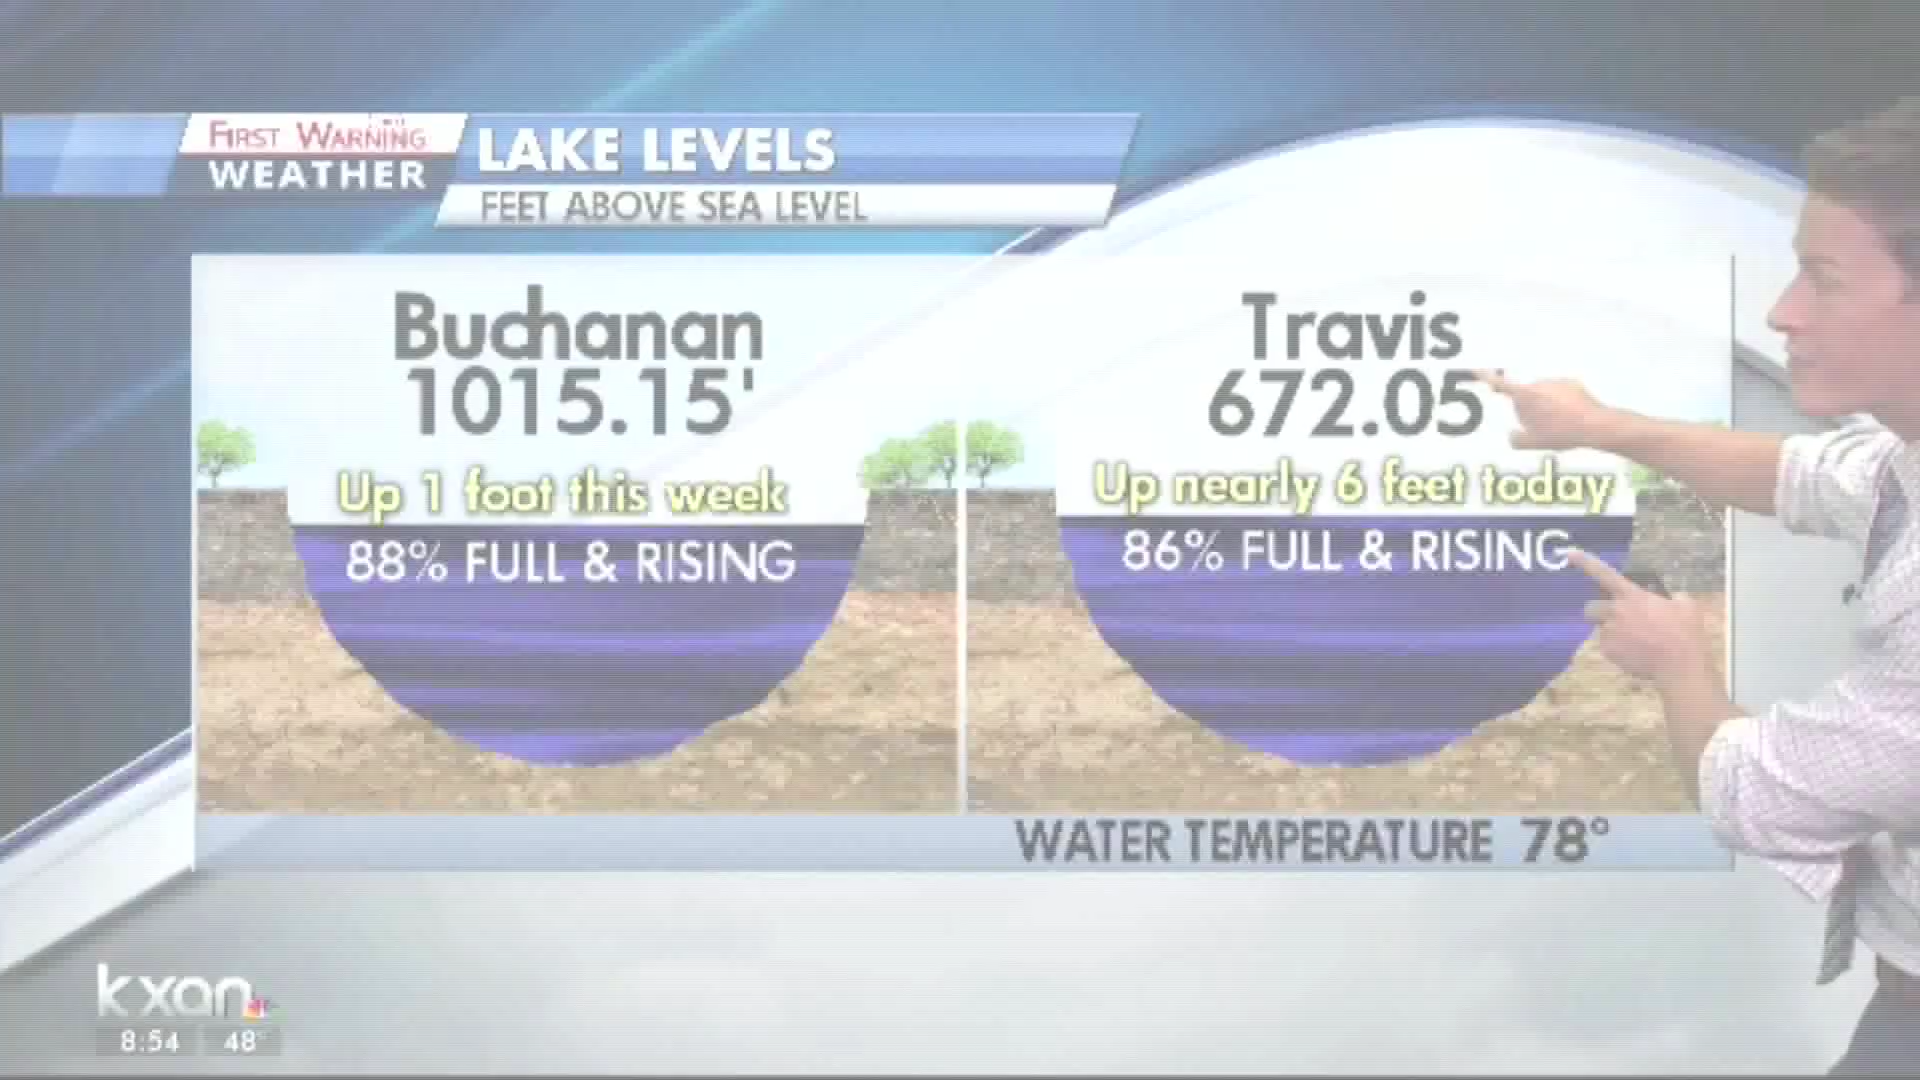 FIRST WARNING
WEATHER
LAKE LEVELS
FEET ABOVE SEA LEVEL
Buchanan
1015.15'
Up 1 foot this week
88% FULL & RISING
Travis
672.05'
Up nearly 6 feet today
86% FULL & RISING
WATER TEMPERATURE 78°
kxan
8:54 48°